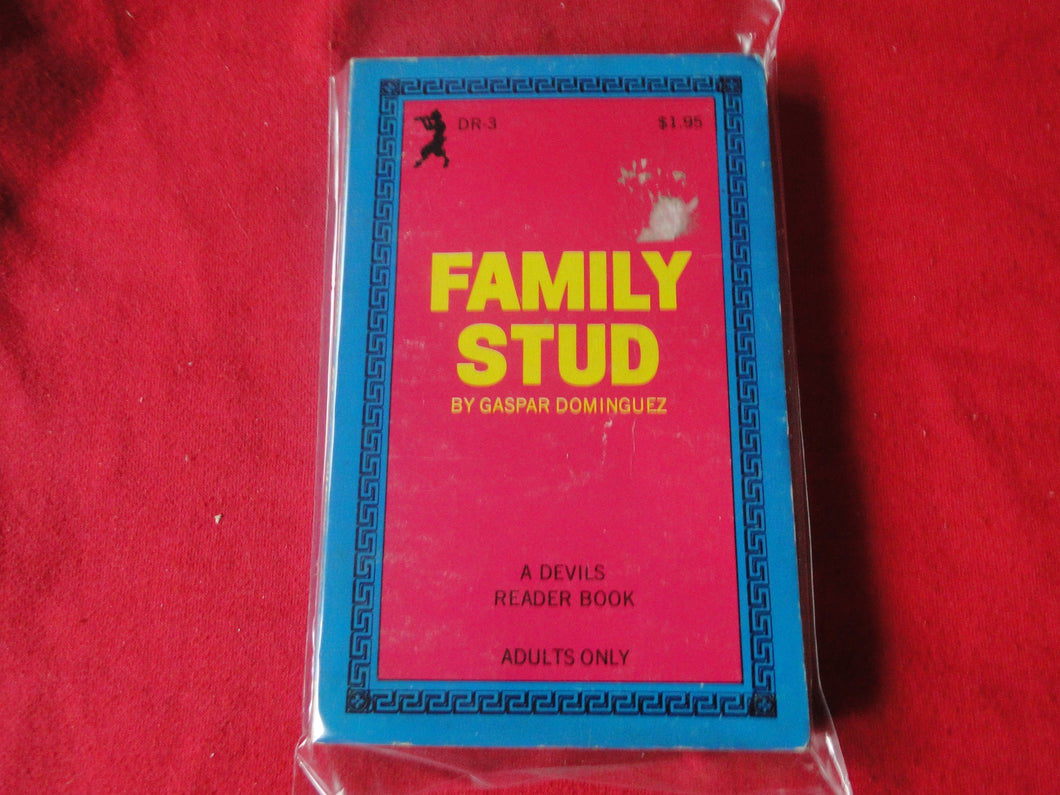 DR-3 $1.95
FAMILY
STUD
BY GASPAR DOMINGUEZ
A DEVILS
READER BOOK
ADULTS ONLY